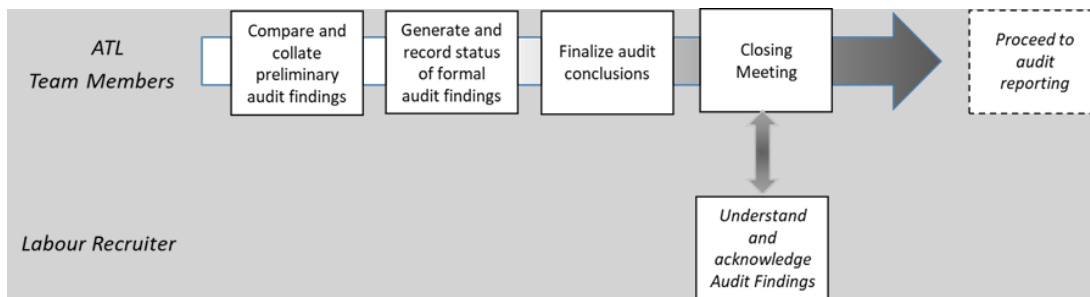 ATL
Team Members
Compare and
collate
preliminary
audit findings
Generate and
record status
of formal
audit findings
Finalize audit
conclusions
Closing
Meeting
Proceed to
audit
reporting
Labour Recruiter
Understand
and
acknowledge
Audit Findings